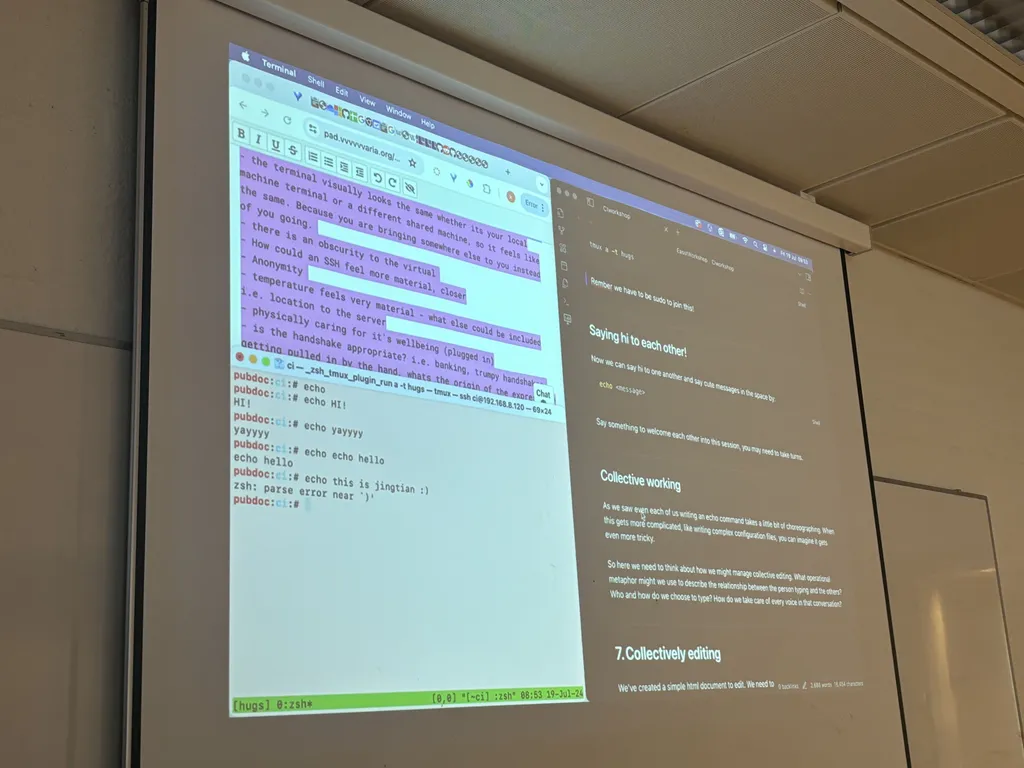 Terminal Shell Edit View Window Help
pad.vvvvvvaria.org/...
Error
B I U S
- the terminal visually looks the same whether its your local
machine terminal or a different shared machine, so it feels like
the same. Because you are bringing somewhere else to you instead
of you going.
- there is an obscurity to the virtual
- How could an SSH feel more material, closer
- Anonymity
- temperature feels very material - what else could be included
i.e. location to the server
- physically caring for it's wellbeing (plugged in)
- is the handshake appropriate? i.e. banking, trumpy handshake
getting pulled in by the hand, whats the origin of the expre
Chat
ci — _zsh_tmux_plugin_run a -t hugs — tmux — ssh ci@192.168.8.120 — 69×24
pubdoc:ci:# echo
pubdoc:ci:# echo HI!
HI!
pubdoc:ci:# echo yayyyy
yayyyy
pubdoc:ci:# echo echo hello
echo hello
pubdoc:ci:# echo this is jingtian :)
zsh: parse error near `)'
pubdoc:ci:#
[hugs] 0:zsh* [0,0] "[~ci] :zsh" 08:53 19-Jul-24
Ciworkshop
tmux a -t hugs
Rember we have to be sudo to join this!
Shell
Saying hi to each other!
Now we can say hi to one another and say cute messages in the space by:
echo <message>
Shell
Say something to welcome each other into this session, you may need to take turns.
Collective working
As we saw even each of us writing an echo command takes a little bit of choreographing. When
this gets more complicated, like writing complex configuration files, you can imagine it gets
even more tricky.
So here we need to think about how we might manage collective editing. What operational
metaphor might we use to describe the relationship between the person typing and the others?
Who and how do we choose to type? How do we take care of every voice in that conversation?
7. Collectively editing
We've created a simple html document to edit. We need to
0 backlinks